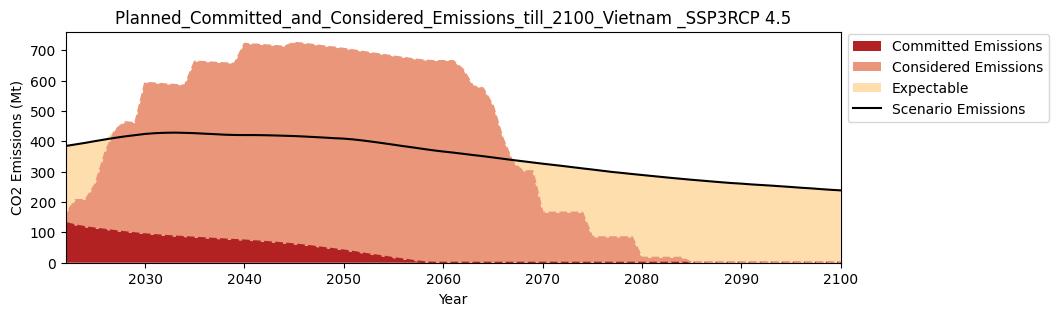 Planned_Committed_and_Considered_Emissions_till_2100_Vietnam _SSP3RCP 4.5
CO2 Emissions (Mt)
700
600
500
400
300
200
100
0
2030 2040 2050 2060 2070 2080 2090 2100
Year
Committed Emissions
Considered Emissions
Expectable
Scenario Emissions